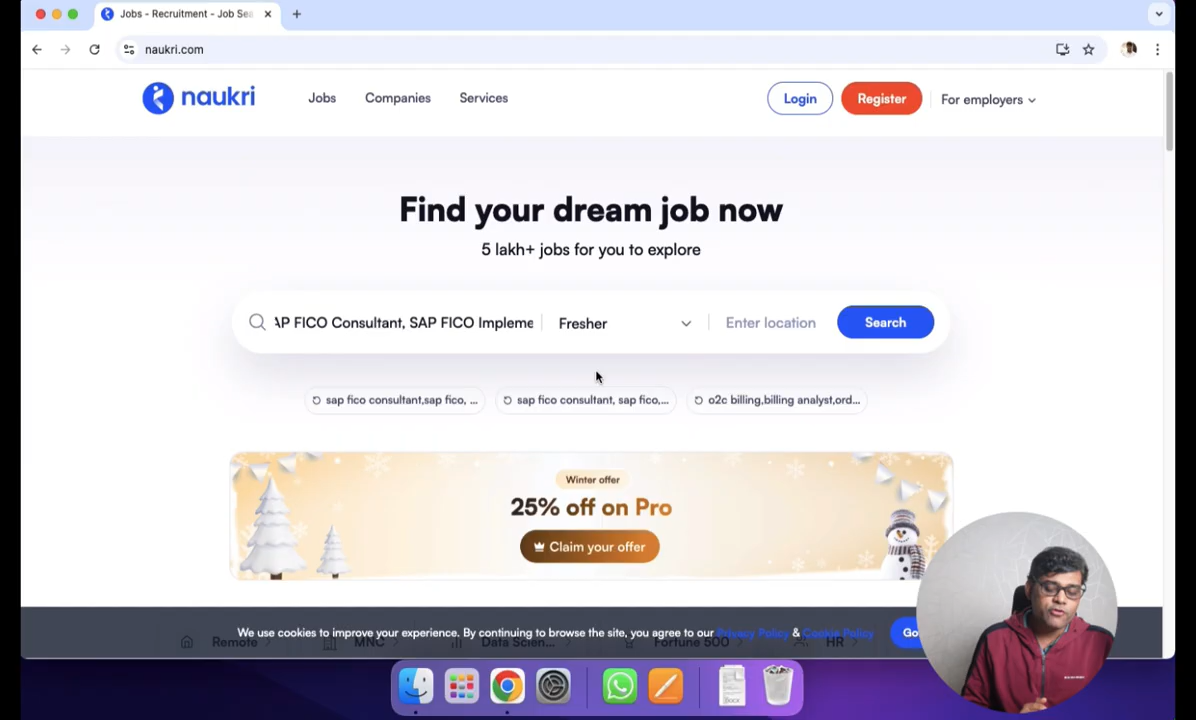 Jobs - Recruitment - Job Sea
naukri.com
naukri
Jobs
Companies
Services
Login
Register
For employers
Find your dream job now
5 lakh+ jobs for you to explore
AP FICO Consultant, SAP FICO Impleme
Fresher
Enter location
Search
sap fico consultant,sap fico, ...
sap fico consultant, sap fico,...
o2c billing,billing analyst,ord...
Winter offer
25% off on Pro
Claim your offer
We use cookies to improve your experience. By continuing to browse the site, you agree to our Privacy Policy & Cookie Policy
Go
Remote
MNC
Data Scien...
Fortune 500
HR
DOCX